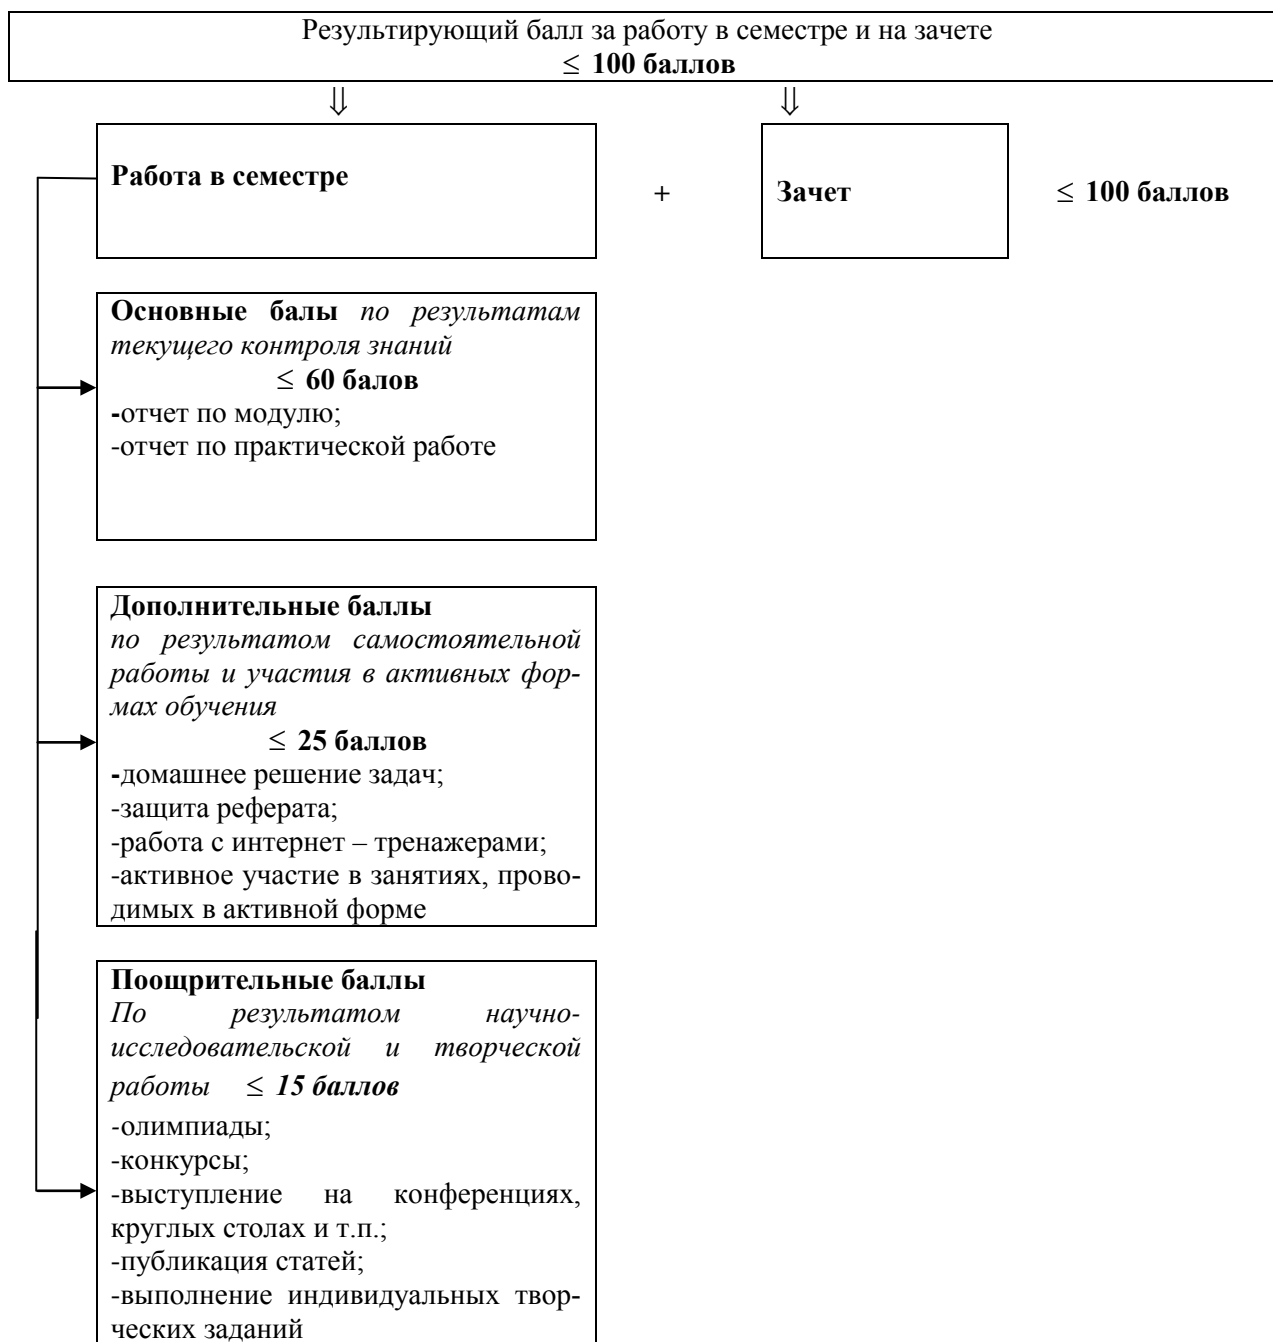 Результирующий балл за работу в семестре и на зачете
≤ 100 баллов
⇓ ⇓
Работа в семестре
+
Зачет
≤ 100 баллов
Основные балы по результатам
текущего контроля знаний
≤ 60 балов
-отчет по модулю;
-отчет по практической работе
Дополнительные баллы
по результатом самостоятельной
работы и участия в активных фор-
мах обучения
≤ 25 баллов
-домашнее решение задач;
-защита реферата;
-работа с интернет – тренажерами;
-активное участие в занятиях, прово-
димых в активной форме
Поощрительные баллы
По результатом научно-
исследовательской и творческой
работы ≤ 15 баллов
-олимпиады;
-конкурсы;
-выступление на конференциях,
круглых столах и т.п.;
-публикация статей;
-выполнение индивидуальных твор-
ческих заданий